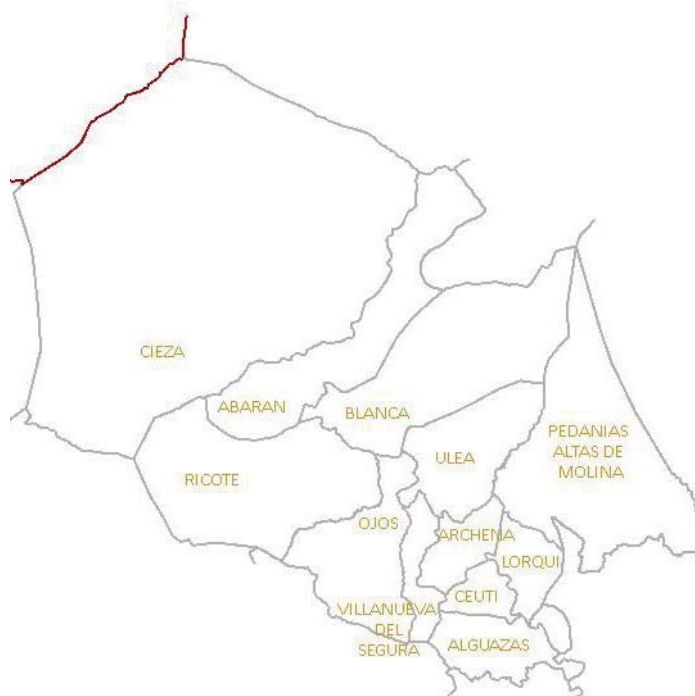 CIEZA
ABARAN
BLANCA
RICOTE
ULEA
PEDANIAS
ALTAS DE
MOLINA
OJOS
ARCHENA
LORQUI
CEUTI
VILLANUEVA
DEL
SEGURA
ALGUAZAS